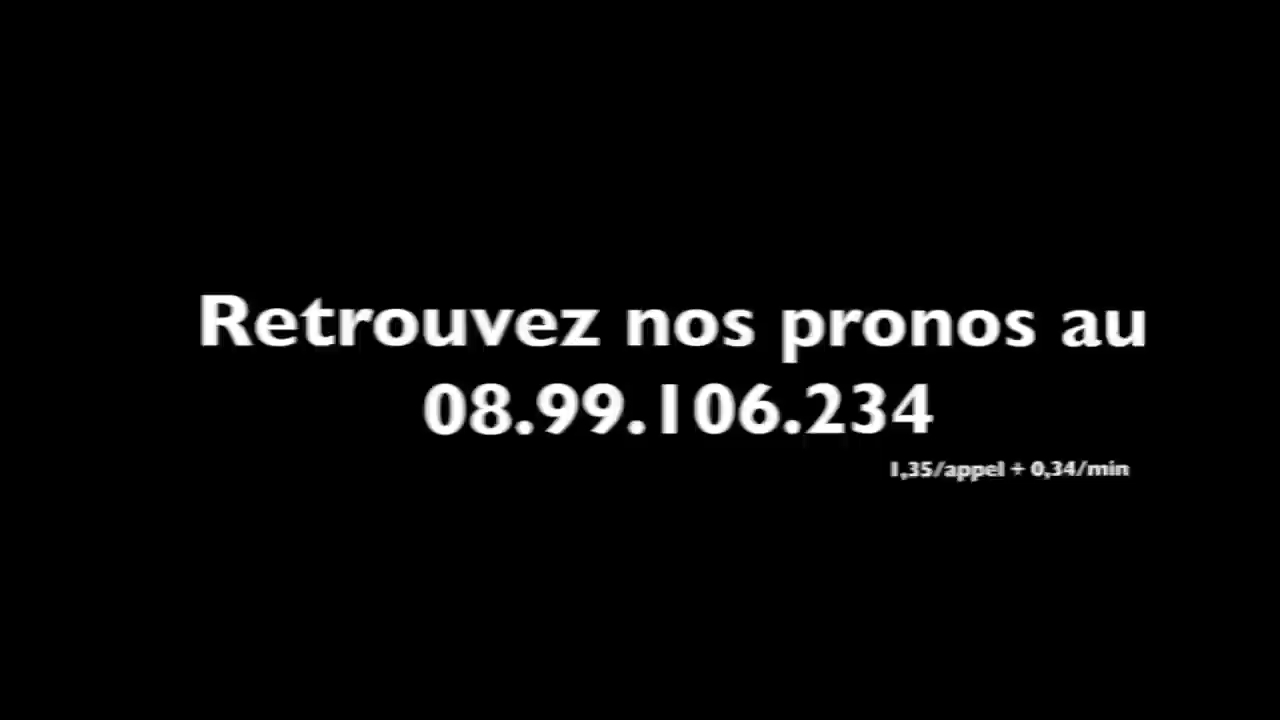 Retrouvez nos pronos au
08.99.106.234
1,35/appel + 0,34/min